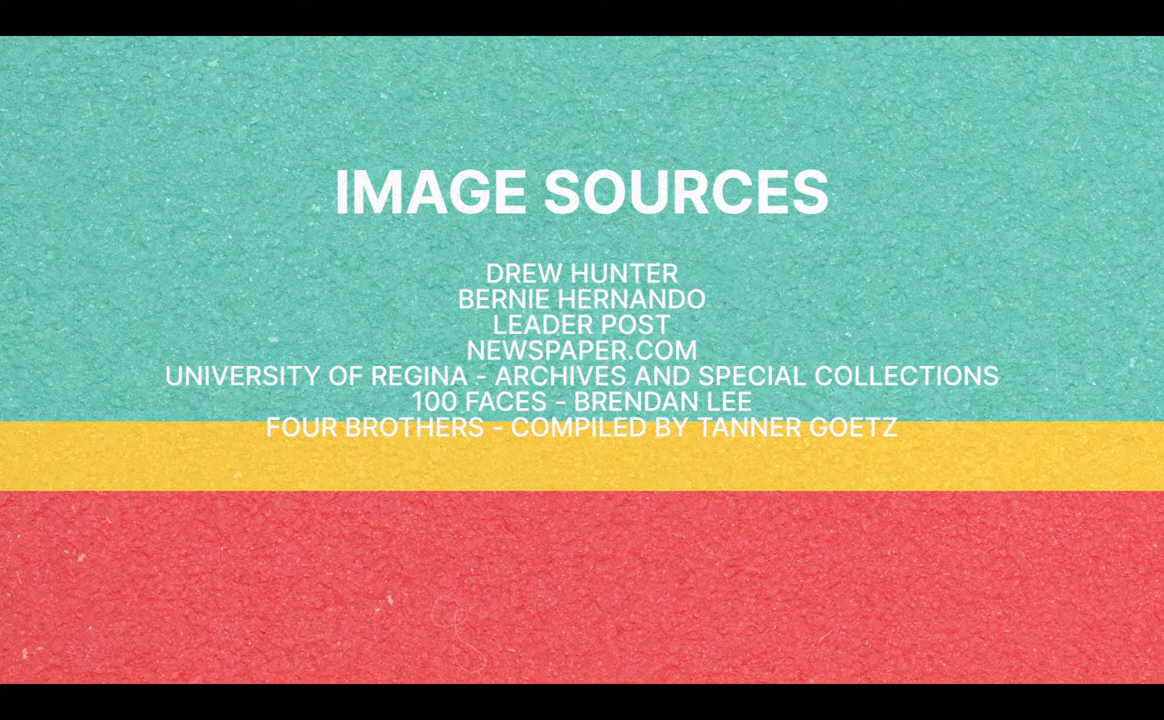 IMAGE SOURCES
DREW HUNTER
BERNIE HERNANDO
LEADER POST
NEWSPAPER.COM
UNIVERSITY OF REGINA - ARCHIVES AND SPECIAL COLLECTIONS
100 FACES - BRENDAN LEE
FOUR BROTHERS - COMPILED BY TANNER GOETZ